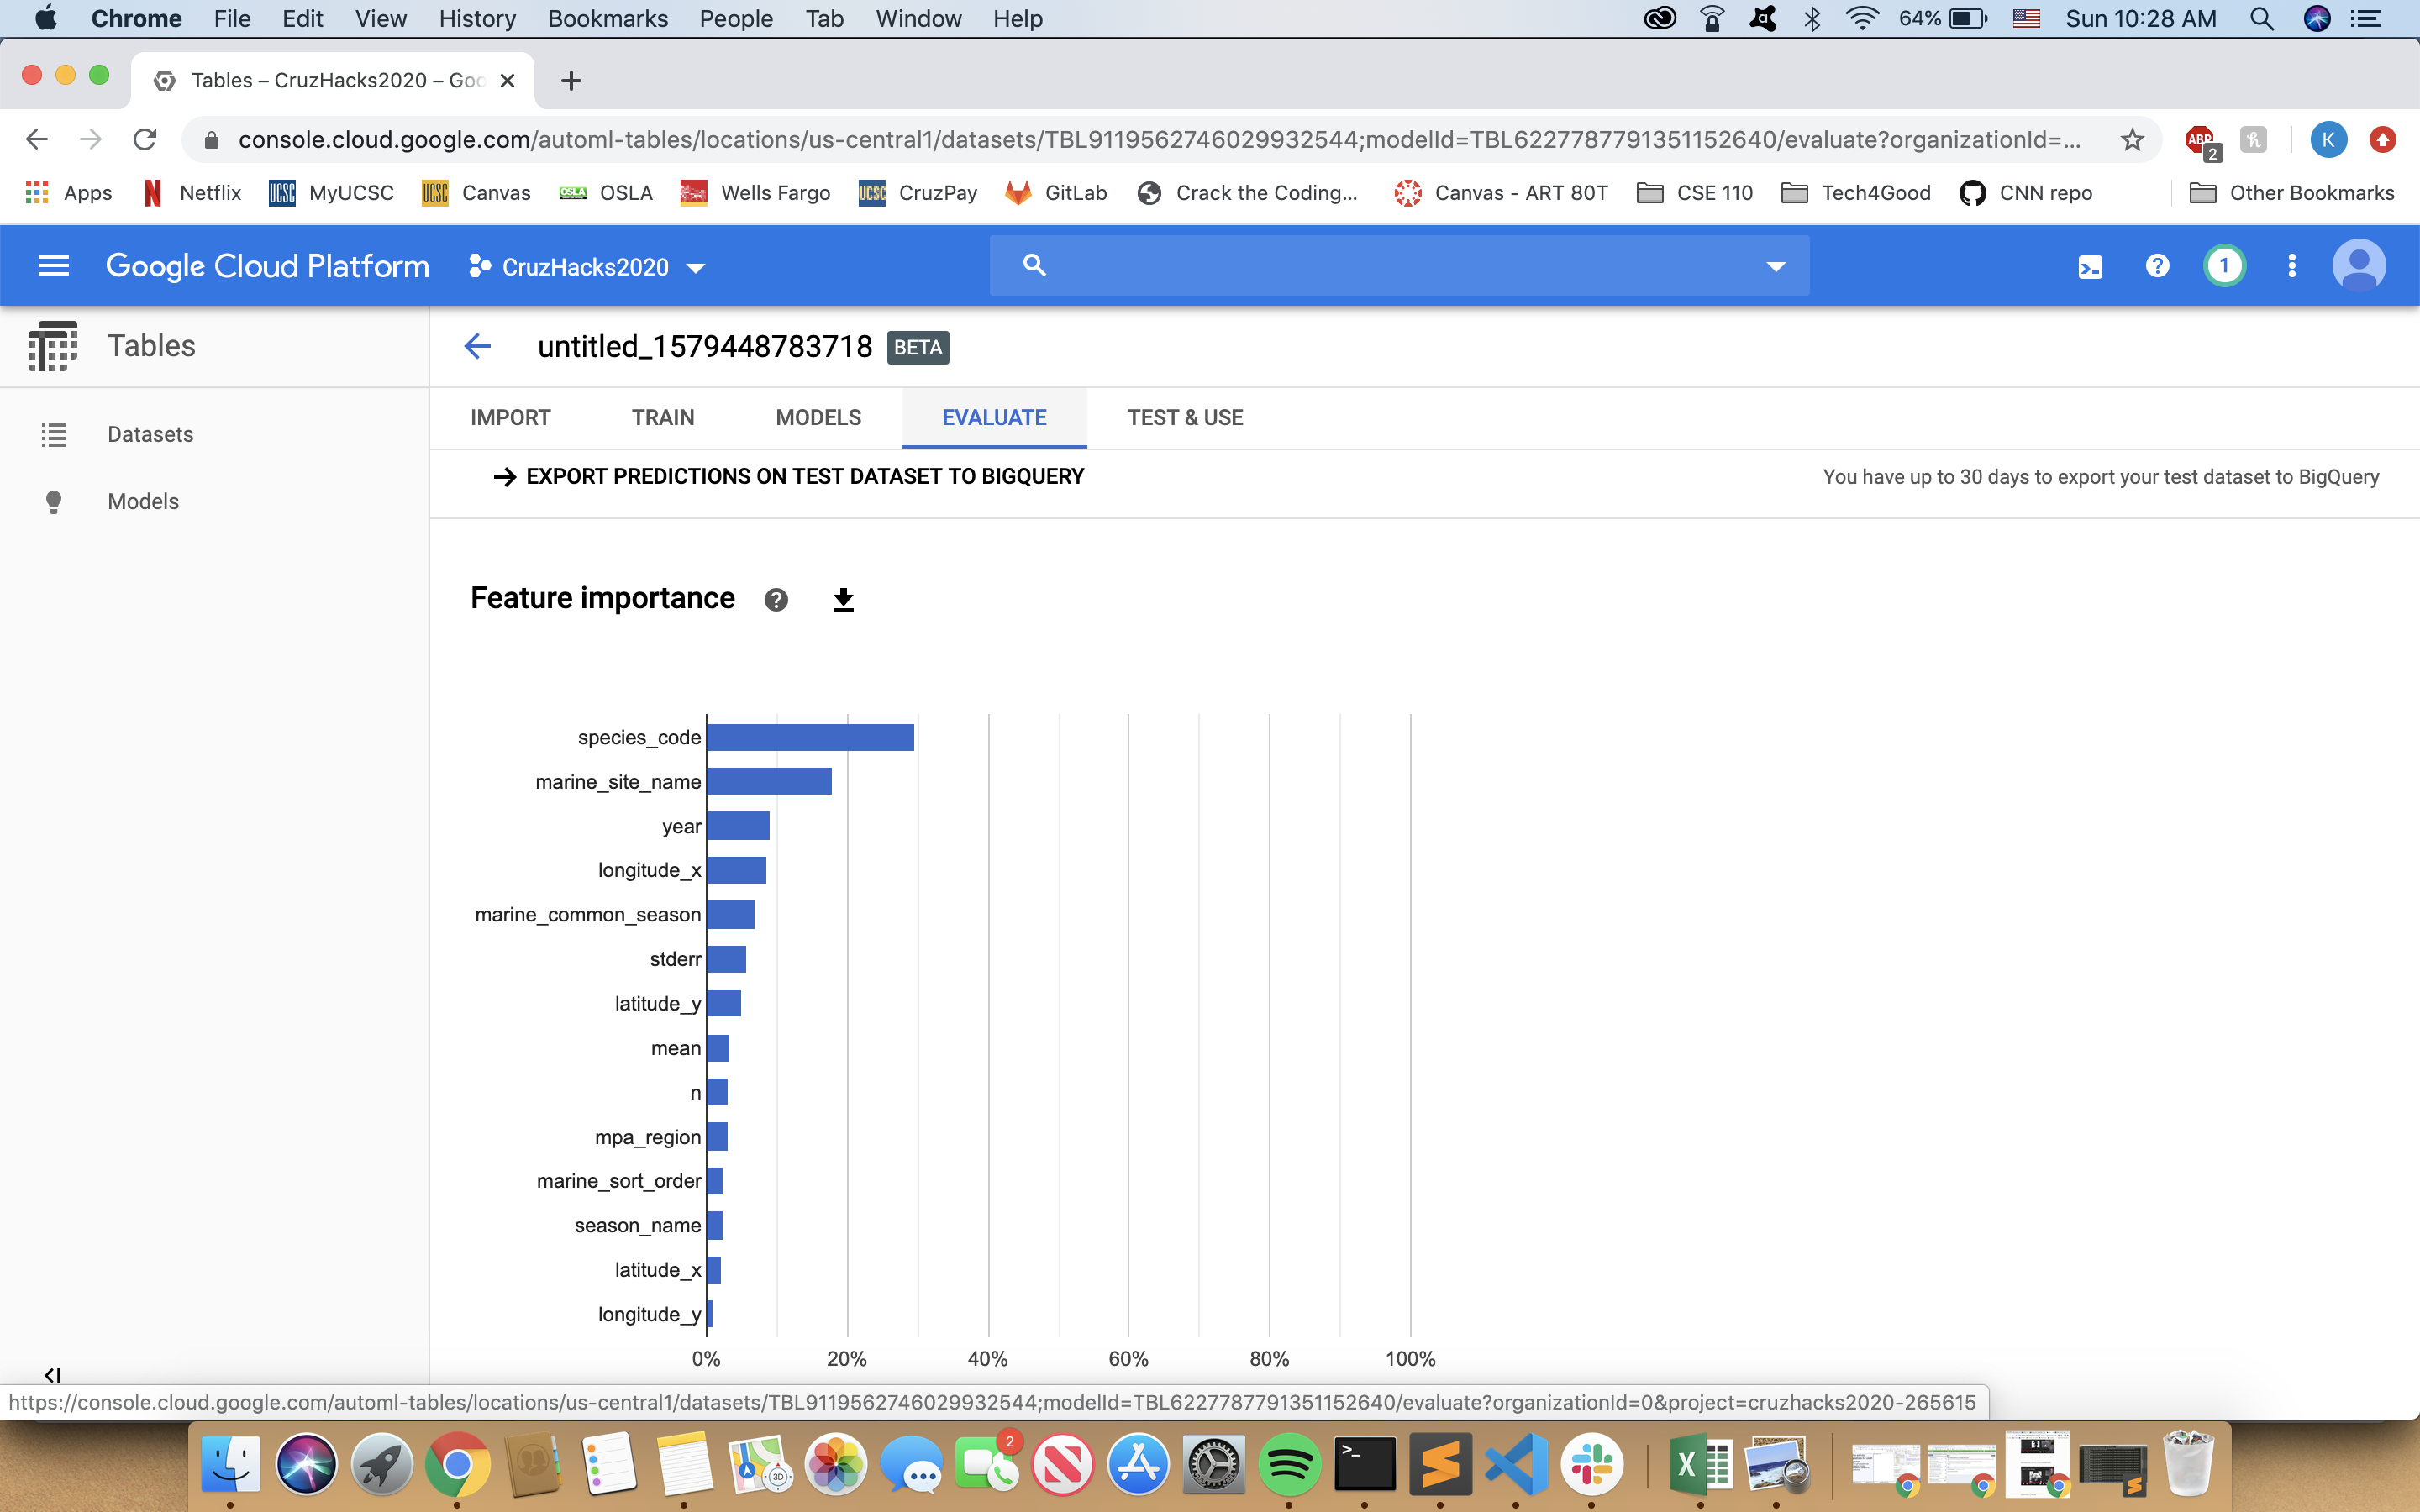 Chrome File Edit View History Bookmarks People Tab Window Help 64% Sun 10:28 AM
Tables – CruzHacks2020 – Goo
console.cloud.google.com/automl-tables/locations/us-central1/datasets/TBL9119562746029932544;modelId=TBL6227787791351152640/evaluate?organizationId=... ABP 2 K
Apps Netflix MyUCSC Canvas OSLA Wells Fargo CruzPay GitLab Crack the Coding... Canvas - ART 80T CSE 110 Tech4Good CNN repo Other Bookmarks
Google Cloud Platform CruzHacks2020 1
Tables
untitled_1579448783718 BETA
Datasets
Models
IMPORT TRAIN MODELS EVALUATE TEST & USE
EXPORT PREDICTIONS ON TEST DATASET TO BIGQUERY You have up to 30 days to export your test dataset to BigQuery
Feature importance
species_code
marine_site_name
year
longitude_x
marine_common_season
stderr
latitude_y
mean
n
mpa_region
marine_sort_order
season_name
latitude_x
longitude_y
0% 20% 40% 60% 80% 100%
https://console.cloud.google.com/automl-tables/locations/us-central1/datasets/TBL9119562746029932544;modelId=TBL6227787791351152640/evaluate?organizationId=0&project=cruzhacks2020-265615
3D 2